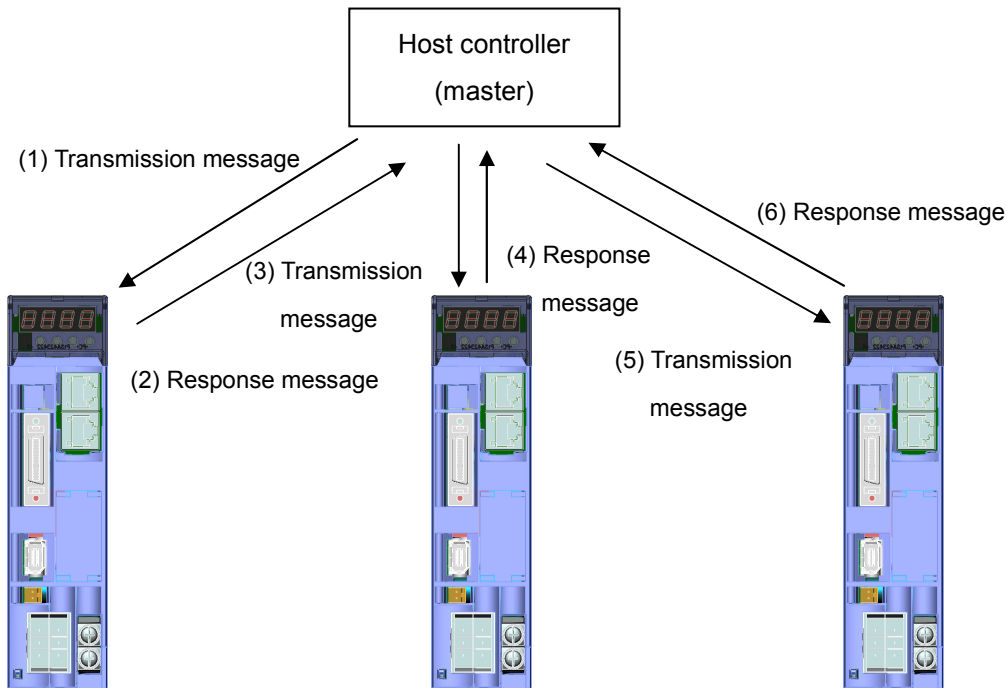 Host controller
(master)
(1) Transmission message
(6) Response message
(3) Transmission
message
(4) Response
message
(2) Response message
(5) Transmission
message